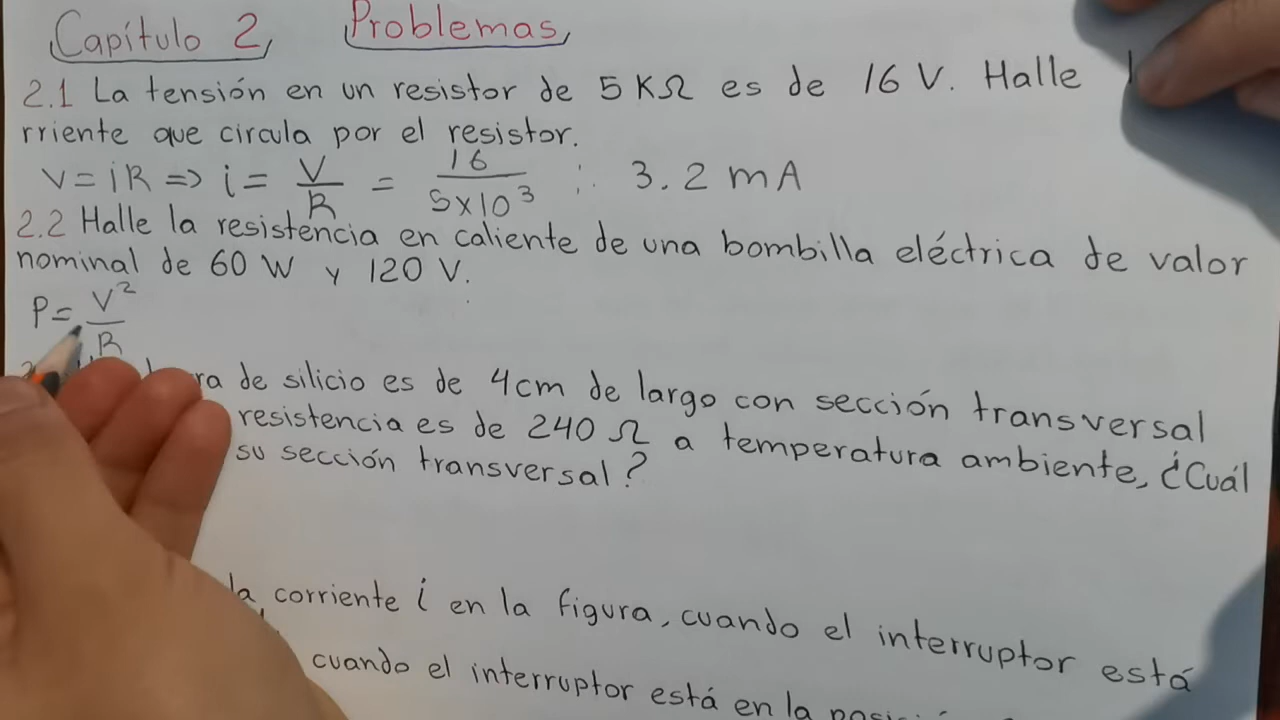 Capítulo 2, Problemas,
2.1 La tensión en un resistor de 5 KΩ es de 16 V. Halle
rriente que circula por el resistor.
V = iR => i = V/R = 16/5x10³ ∴ 3.2 mA
2.2 Halle la resistencia en caliente de una bombilla eléctrica de valor
nominal de 60 W y 120 V.
P = V²/R
de silicio es de 4cm de largo con sección transversal
resistencia es de 240 Ω a temperatura ambiente, ¿Cuál
su sección transversal?
la corriente i en la figura, cuando el interruptor está
cuando el interruptor está en la